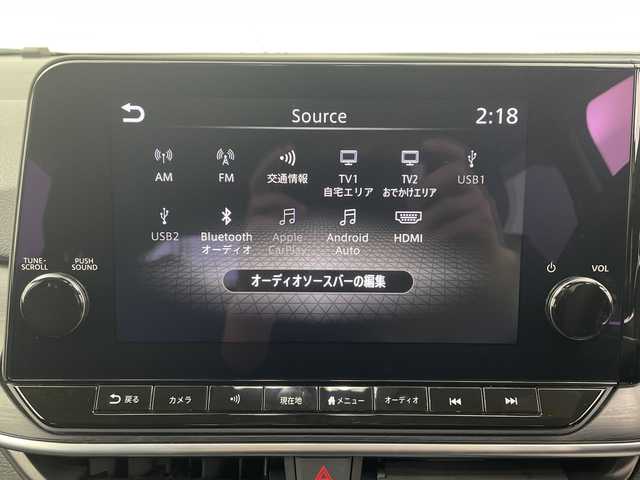 Source
2:18
AM
FM
交通情報
TV1
自宅エリア
TV2
おでかけエリア
USB1
USB2
Bluetooth
オーディオ
Apple
CarPlay
Android
Auto
HDMI
オーディオソースバーの編集
TUNE・
SCROLL
PUSH
SOUND
VOL
戻る
カメラ
現在地
メニュー
オーディオ